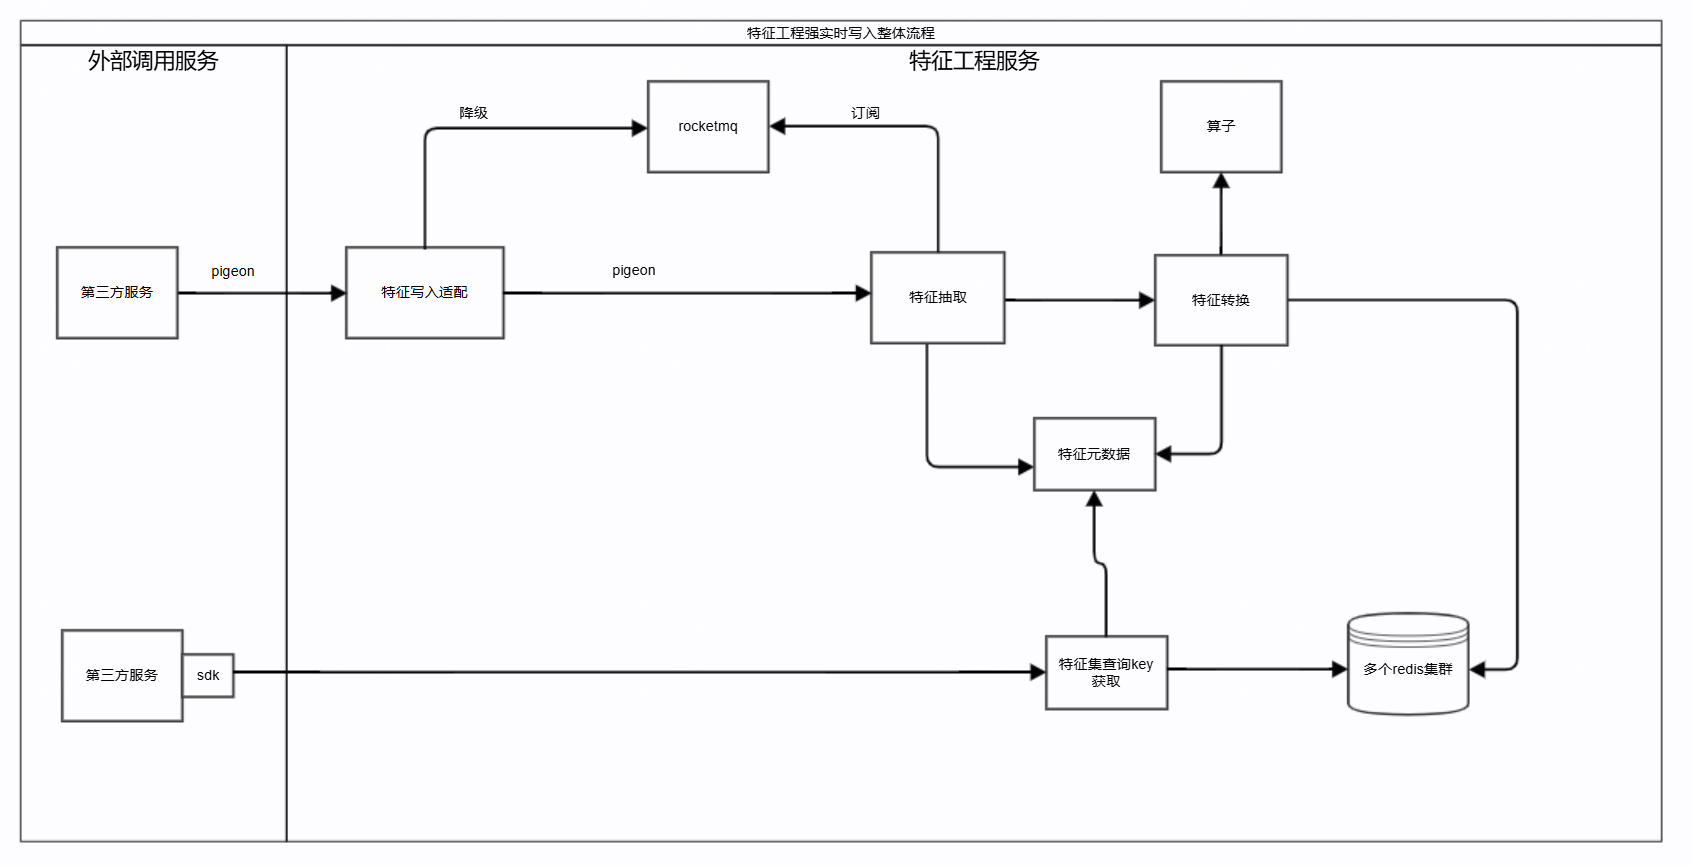 特征工程强实时写入整体流程
外部调用服务
特征工程服务
降级
rocketmq
订阅
算子
第三方服务
pigeon
特征写入适配
pigeon
特征抽取
特征转换
特征元数据
第三方服务
sdk
特征集查询key
获取
多个redis集群